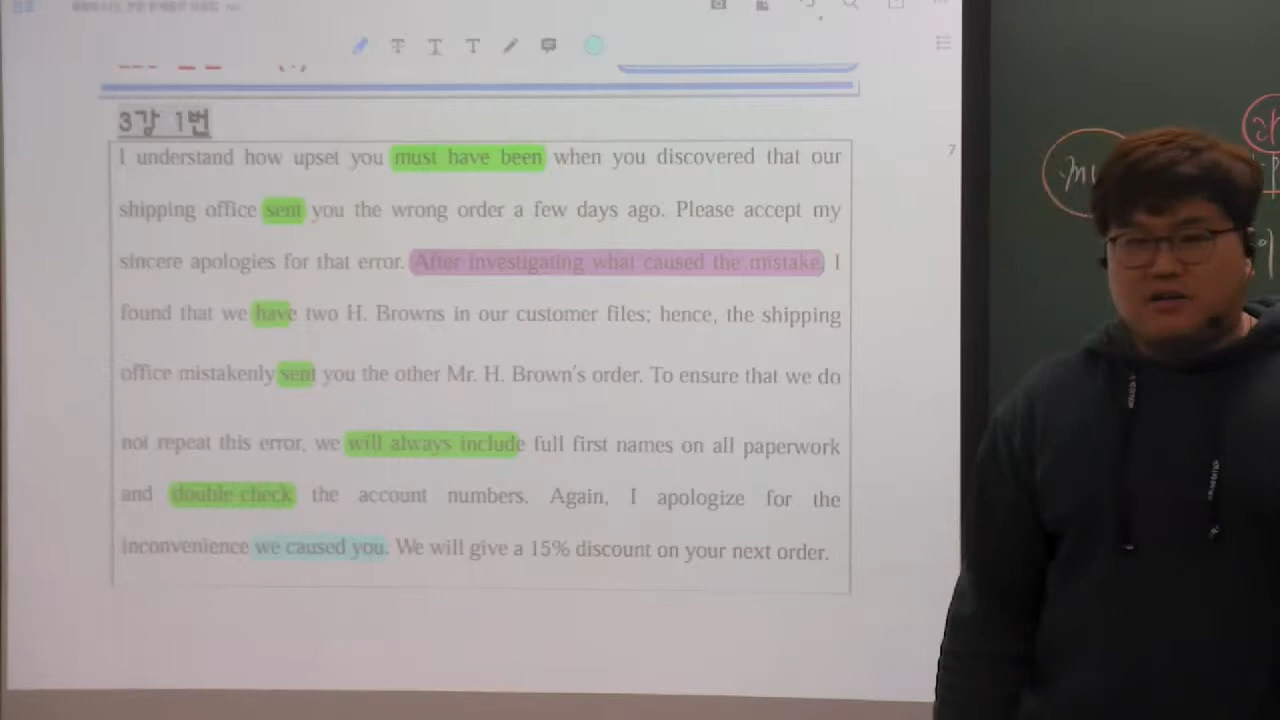 3강 1번
I understand how upset you must have been when you discovered that our
shipping office sent you the wrong order a few days ago. Please accept my
sincere apologies for that error. After investigating what caused the mistake, I
found that we have two H. Browns in our customer files; hence, the shipping
office mistakenly sent you the other Mr. H. Brown's order. To ensure that we do
not repeat this error, we will always include full first names on all paperwork
and double-check the account numbers. Again, I apologize for the
inconvenience we caused you. We will give a 15% discount on your next order.
7